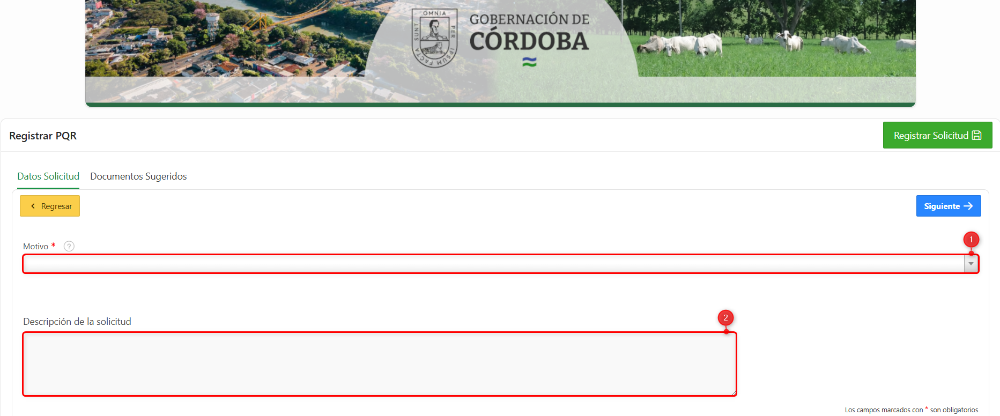 OMNIA
SUNT
PER
IPSUM FACTA
GOBERNACIÓN DE
CÓRDOBA
Registrar PQR
Registrar Solicitud
Datos Solicitud Documentos Sugeridos
Regresar
Siguiente
Motivo * ?
1
Descripción de la solicitud
2
Los campos marcados con * son obligatorios